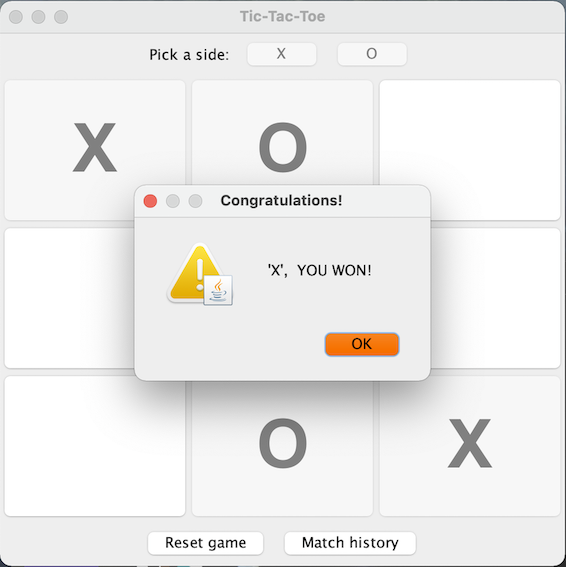 Tic-Tac-Toe
Pick a side: X O
X O
Congratulations!
'X', YOU WON!
OK
O X
Reset game Match history